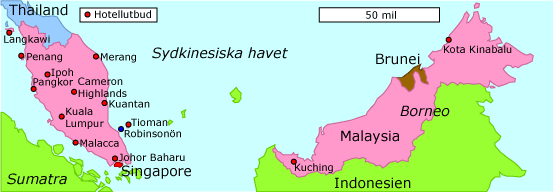 Thailand
Hotellutbud
50 mil
Langkawi
Sydkinesiska havet
Kota Kinabalu
Penang
Merang
Brunei
Ipoh
Pangkor
Cameron
Highlands
Kuantan
Borneo
Kuala
Lumpur
Tioman
Robinsonön
Malaysia
Malacca
Johor Baharu
Kuching
Singapore
Sumatra
Indonesien